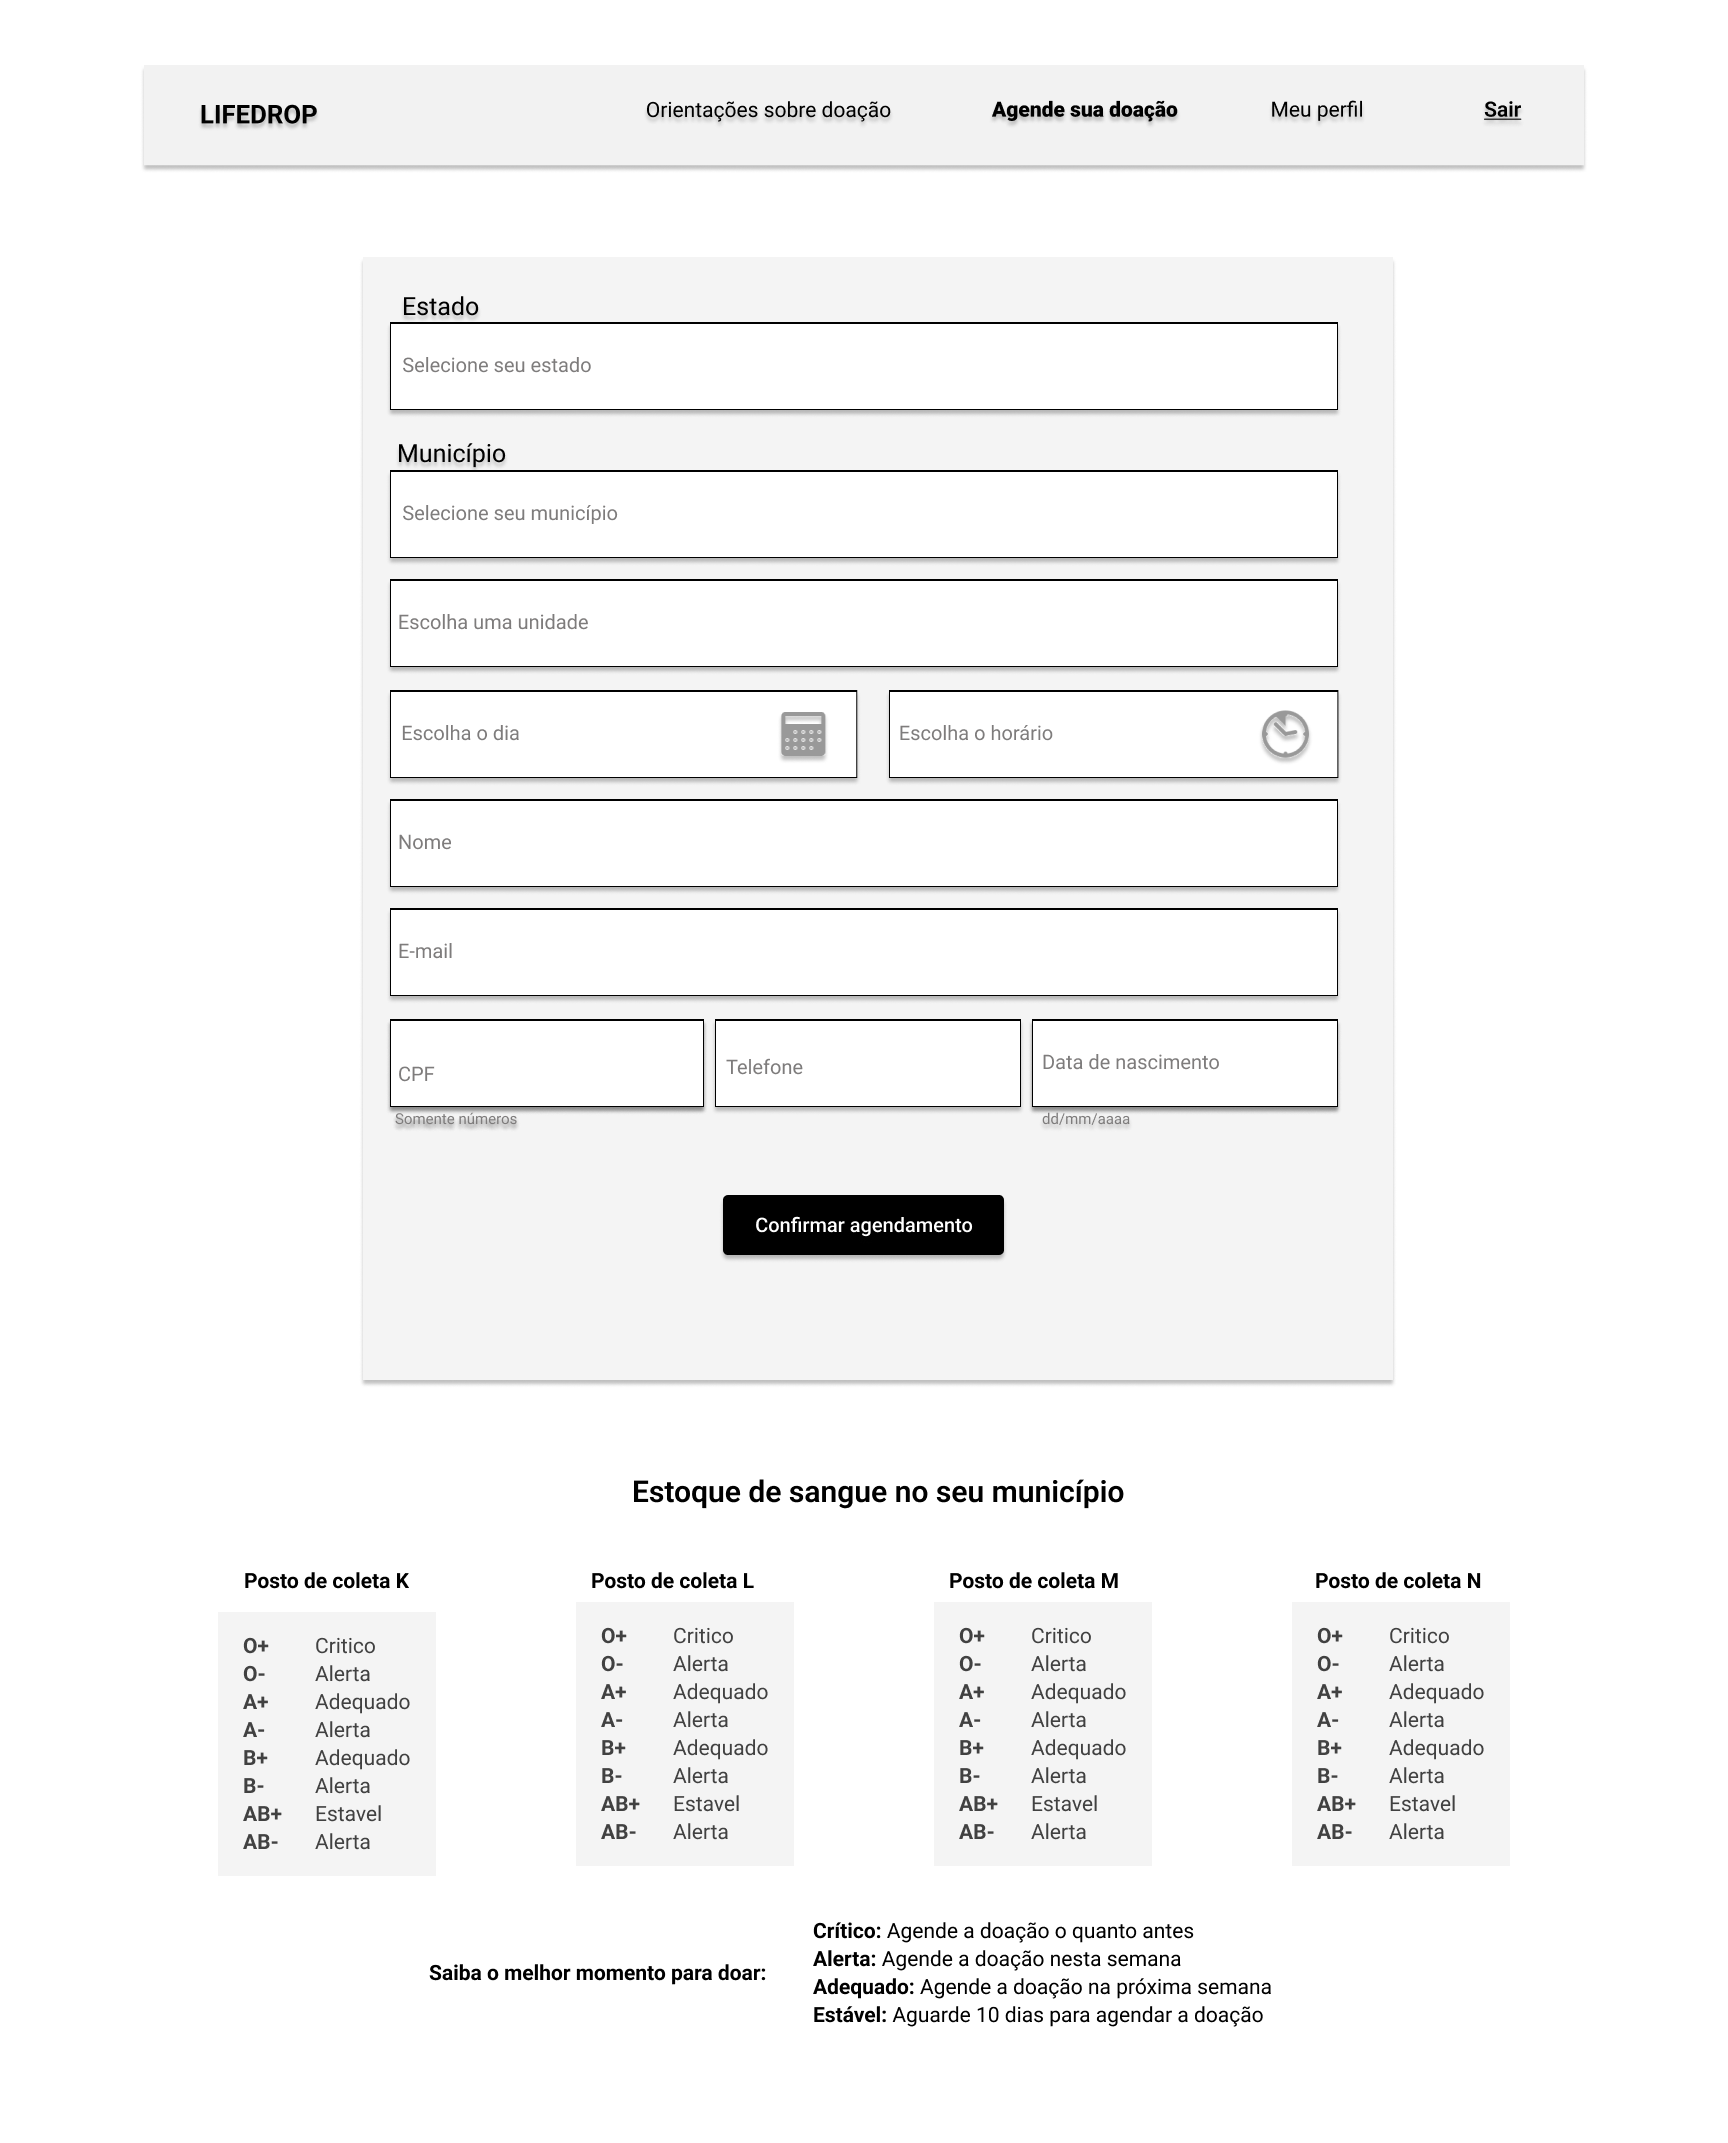 LIFEDROP
Orientações sobre doação
Agende sua doação
Meu perfil
Sair
Estado
Selecione seu estado
Município
Selecione seu município
Escolha uma unidade
Escolha o dia
Escolha o horário
Nome
E-mail
CPF
Telefone
Data de nascimento
Somente números
dd/mm/aaaa
Confirmar agendamento
Estoque de sangue no seu município
Posto de coleta K
O+ Critico
O- Alerta
A+ Adequado
A- Alerta
B+ Adequado
B- Alerta
AB+ Estavel
AB- Alerta
Posto de coleta L
O+ Critico
O- Alerta
A+ Adequado
A- Alerta
B+ Adequado
B- Alerta
AB+ Estavel
AB- Alerta
Posto de coleta M
O+ Critico
O- Alerta
A+ Adequado
A- Alerta
B+ Adequado
B- Alerta
AB+ Estavel
AB- Alerta
Posto de coleta N
O+ Critico
O- Alerta
A+ Adequado
A- Alerta
B+ Adequado
B- Alerta
AB+ Estavel
AB- Alerta
Saiba o melhor momento para doar:
Crítico: Agende a doação o quanto antes
Alerta: Agende a doação nesta semana
Adequado: Agende a doação na próxima semana
Estável: Aguarde 10 dias para agendar a doação